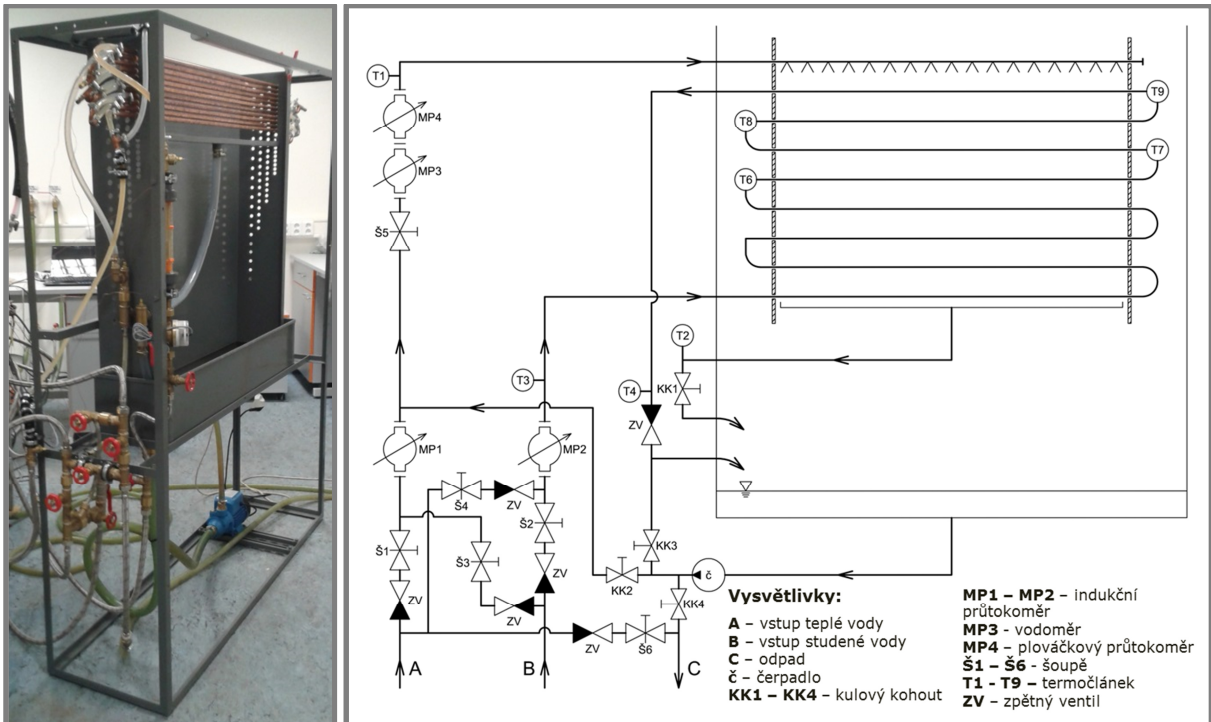 T1
MP4
MP3
Š5
T9
T8
T7
T6
T2
KK1
T3
T4
ZV
MP1
MP2
Š4
ZV
Š2
Š1
Š3
KK3
ZV
ZV
ZV
KK2
č
KK4
ZV
Š6
A
B
C
Vysvětlivky:
A – vstup teplé vody
B – vstup studené vody
C – odpad
č – čerpadlo
KK1 – KK4 – kulový kohout
MP1 – MP2 – indukční
průtokoměr
MP3 - vodoměr
MP4 – plováčkový průtokoměr
Š1 – Š6 - šoupě
T1 - T9 – termočlánek
ZV – zpětný ventil